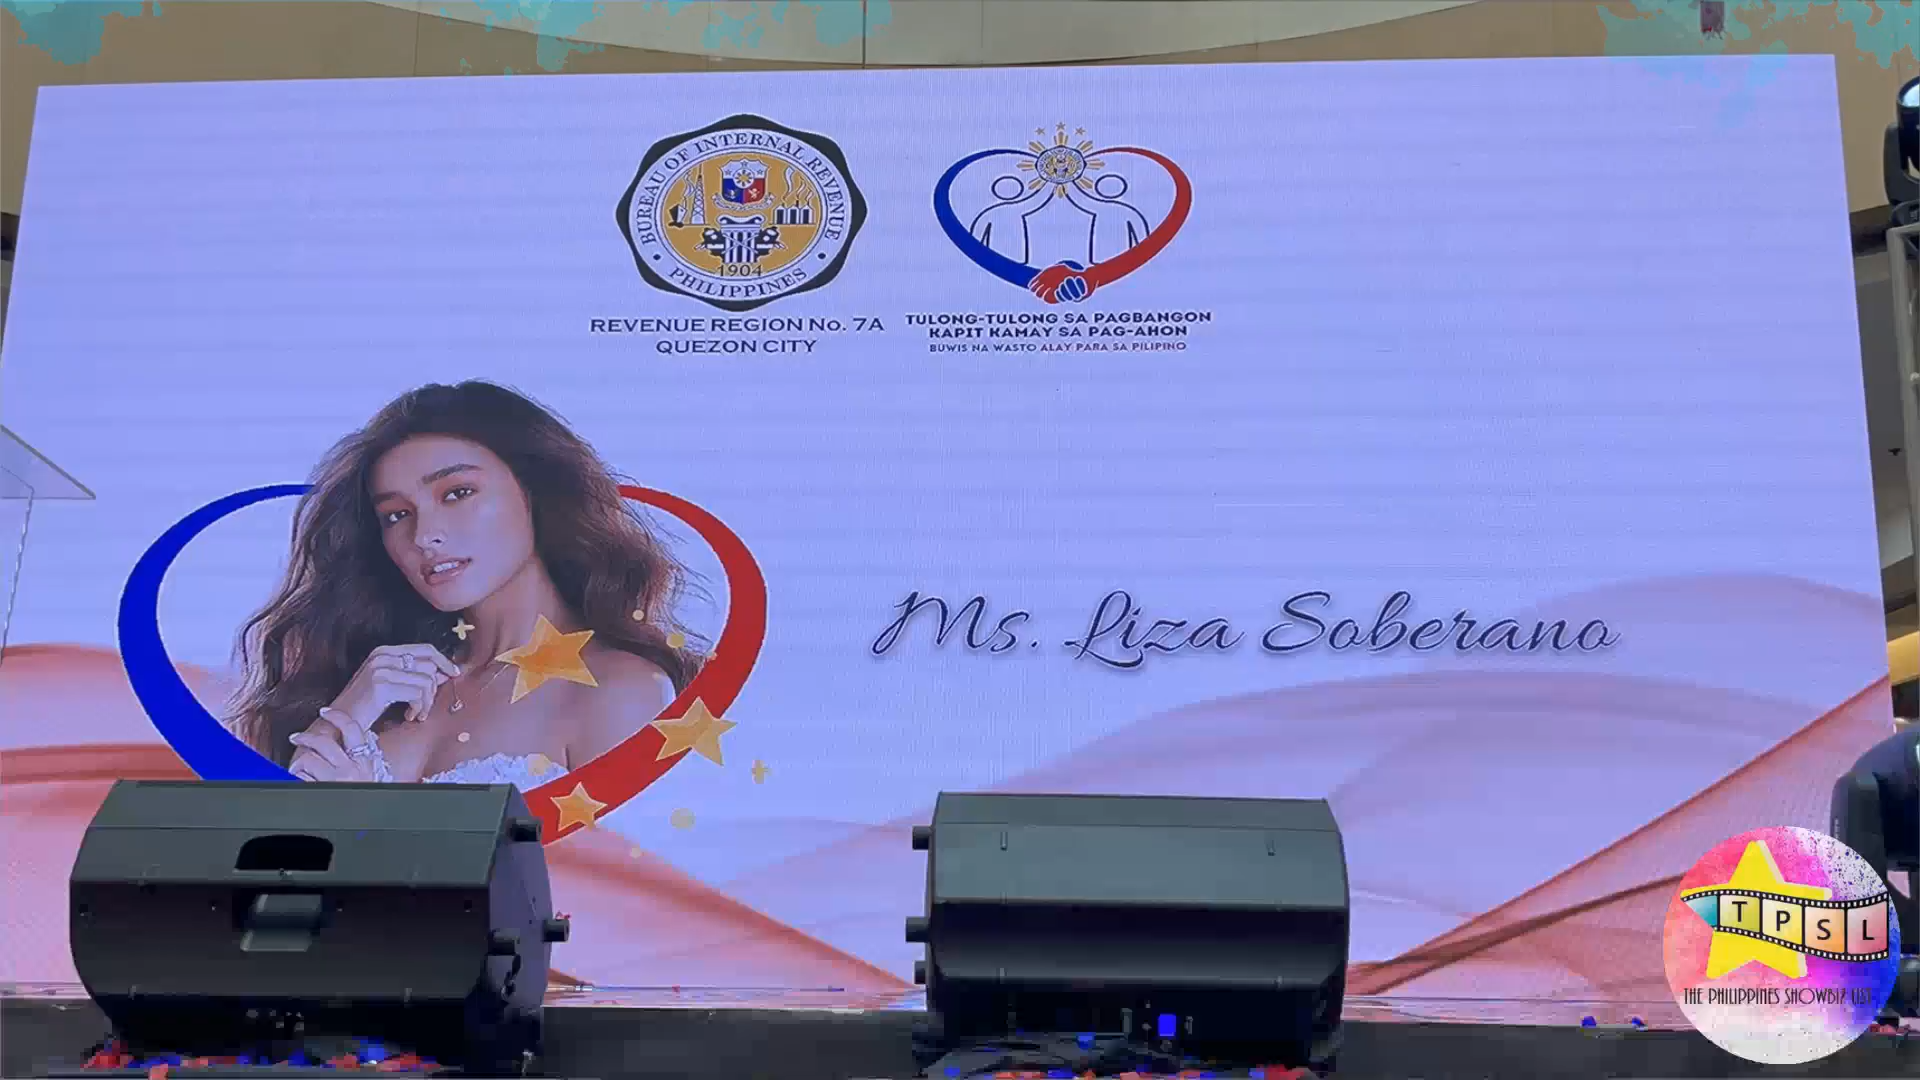 BUREAU OF INTERNAL REVENUE
1904
PHILIPPINES
REVENUE REGION No. 7A
QUEZON CITY
TULONG-TULONG SA PAGBANGON
KAPIT KAMAY SA PAG-AHON
BUWIS NA WASTO ALAY PARA SA PILIPINO
Ms. Liza Soberano
TPSL
THE PHILIPPINES SHOWBIZ LIST